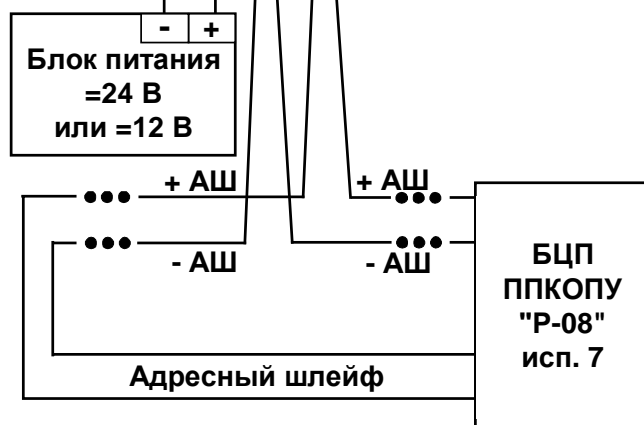 - +
Блок питания
=24 В
или =12 В
+ АШ
+ АШ
- АШ
- АШ
БЦП
ППКОПУ
"Р-08"
исп. 7
Адресный шлейф